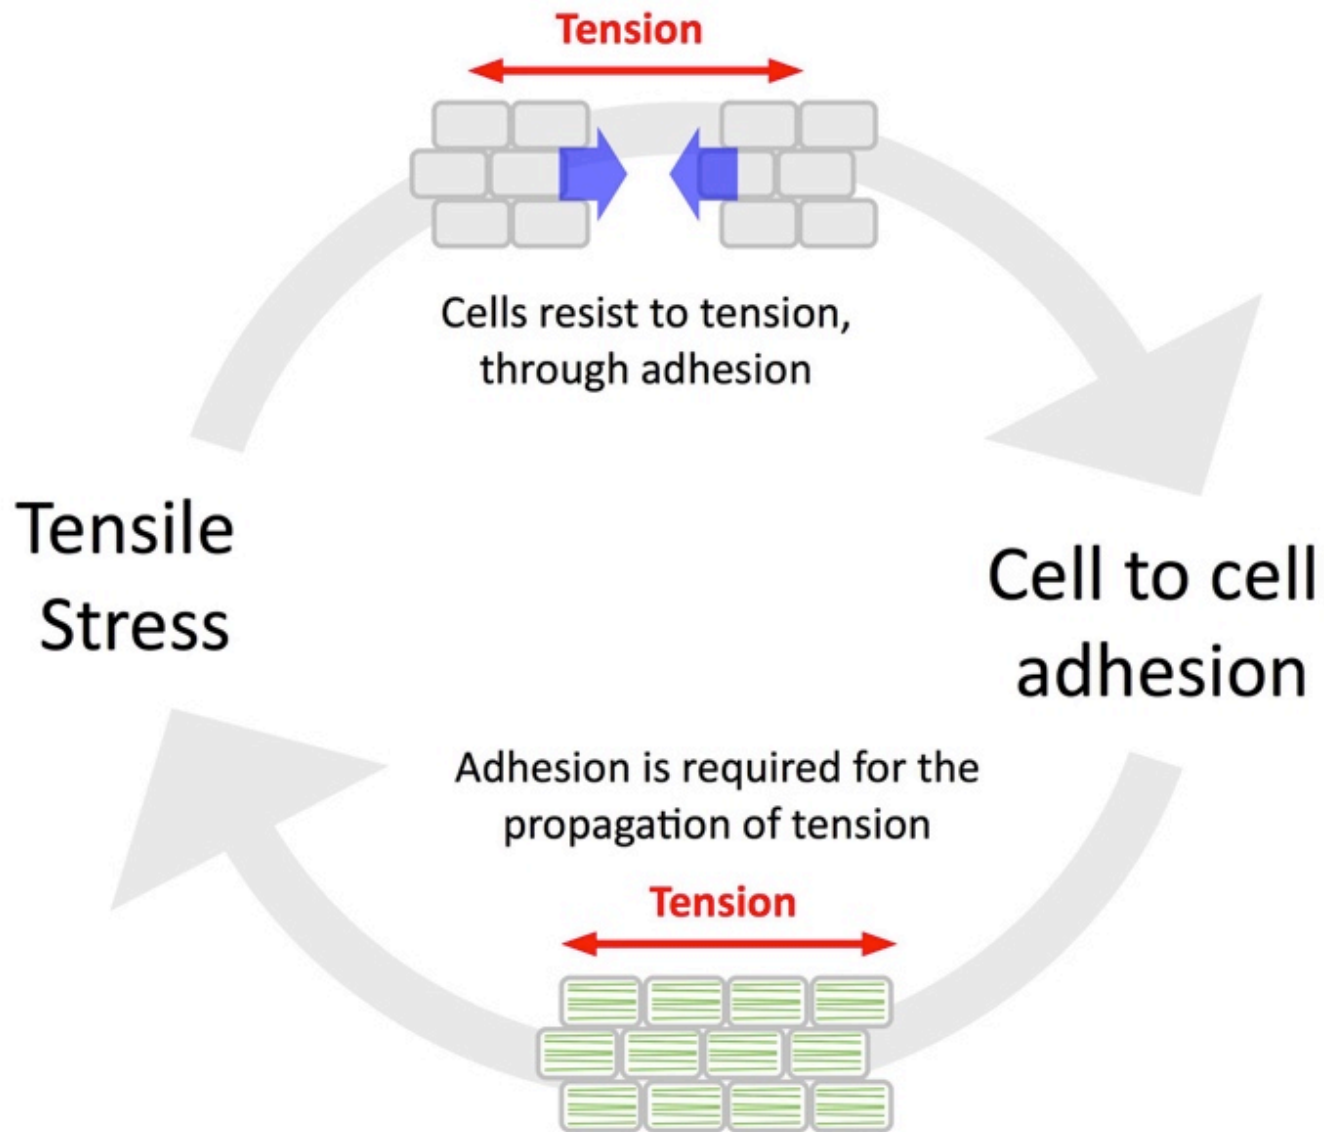 Tension
Cells resist to tension,
through adhesion
Tensile
Stress
Cell to cell
adhesion
Adhesion is required for the
propagation of tension
Tension